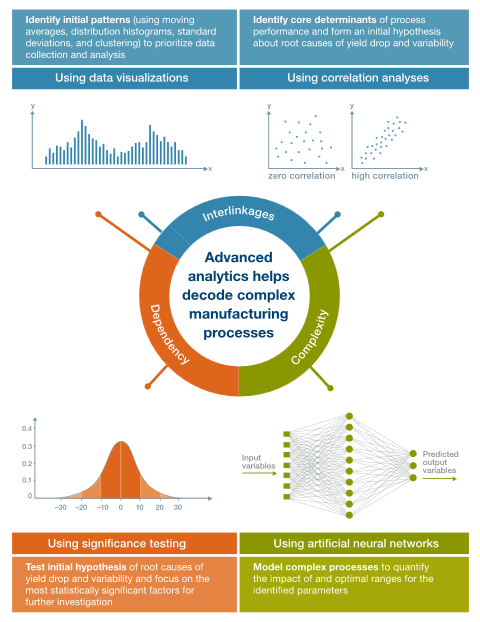 Identify initial patterns (using moving
averages, distribution histograms, standard
deviations, and clustering) to prioritize data
collection and analysis
Identify core determinants of process
performance and form an initial hypothesis
about root causes of yield drop and variability
Using data visualizations
Using correlation analyses
y
x
y
x
zero correlation
y
x
high correlation
Interlinkages
Advanced
analytics helps
decode complex
manufacturing
processes
Dependency
Complexity
0.4
0.3
0.2
0.1
0
–30
–10
0
10
20
30
Input
variables
Predicted
output
variables
Using significance testing
Using artificial neural networks
Test initial hypothesis of root causes of
yield drop and variability and focus on the
most statistically significant factors for
further investigation
Model complex processes to quantify
the impact of and optimal ranges for the
identified parameters